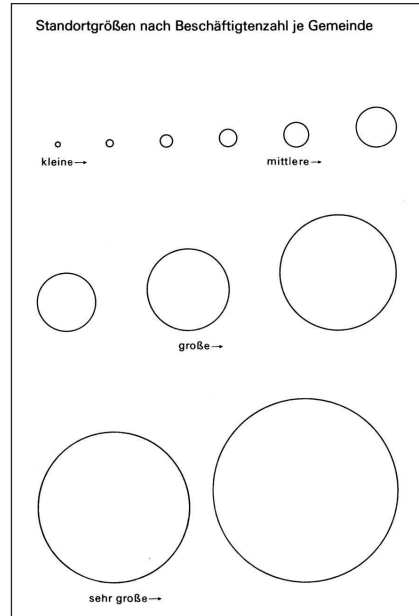 Standortgrößen nach Beschäftigtenzahl je Gemeinde
kleine→
mittlere→
große→
sehr große→